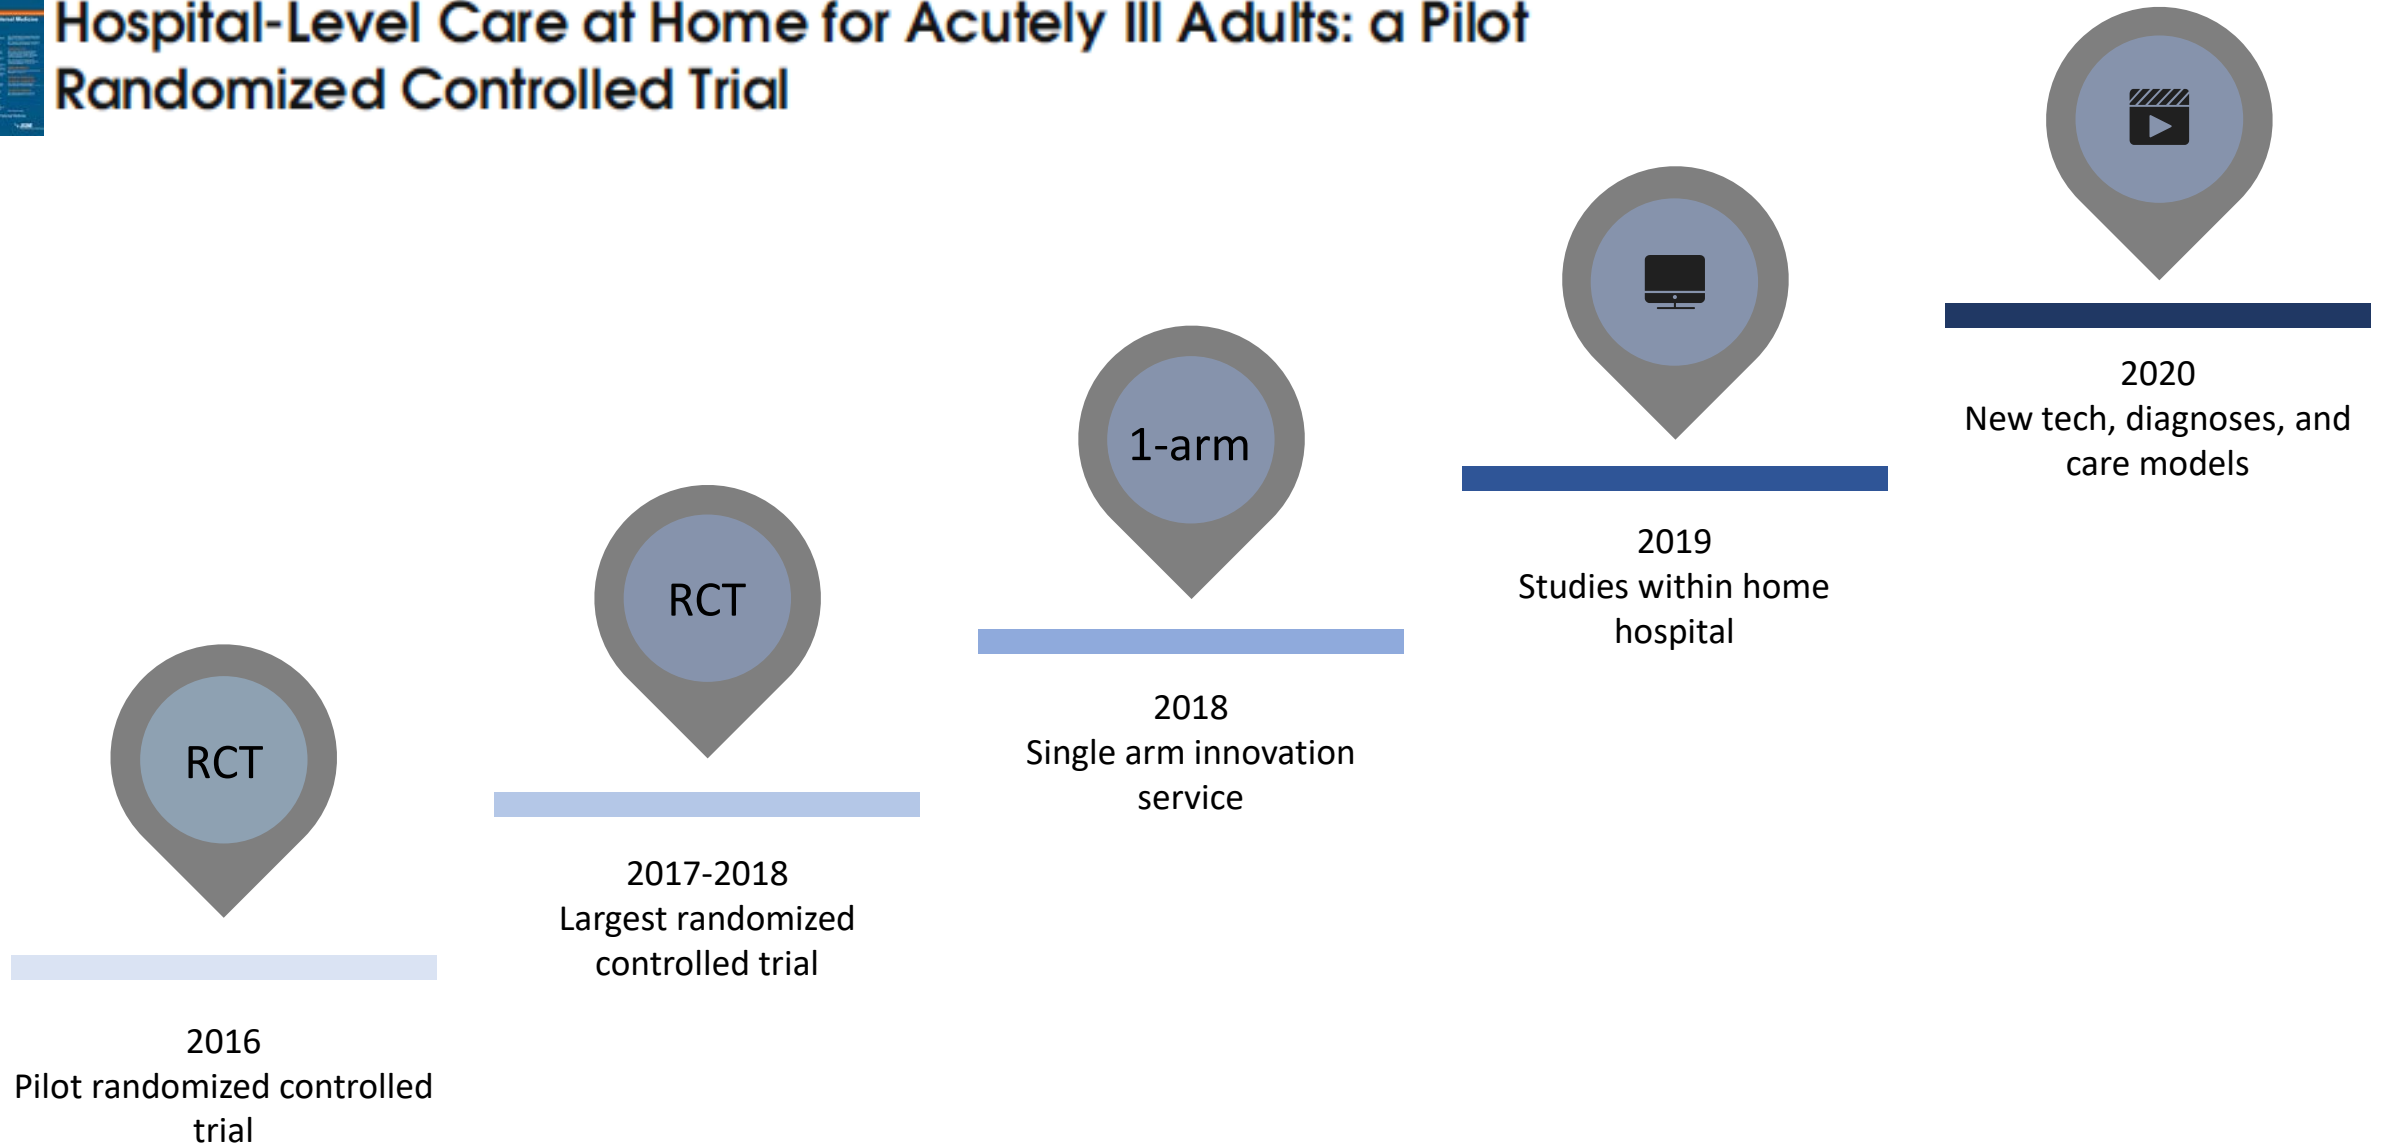 Hospital-Level Care at Home for Acutely Ill Adults: a Pilot
Randomized Controlled Trial
RCT
2016
Pilot randomized controlled
trial
RCT
2017-2018
Largest randomized
controlled trial
1-arm
2018
Single arm innovation
service
2019
Studies within home
hospital
2020
New tech, diagnoses, and
care models